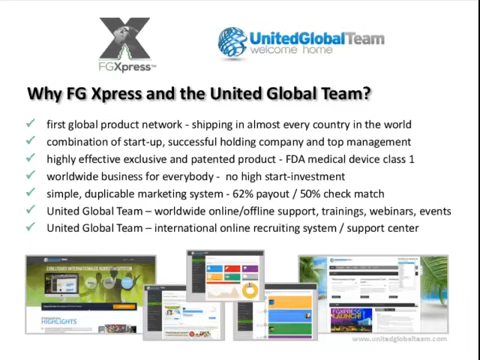 FGXpress
UnitedGlobalTeam
welcome home
Why FG Xpress and the United Global Team?
first global product network - shipping in almost every country in the world
combination of start-up, successful holding company and top management
highly effective exclusive and patented product - FDA medical device class 1
worldwide business for everybody - no high start-investment
simple, duplicable marketing system - 62% payout / 50% check match
United Global Team – worldwide online/offline support, trainings, webinars, events
United Global Team – international online recruiting system / support center
HIGHLIGHTS
www.unitedglobalteam.com